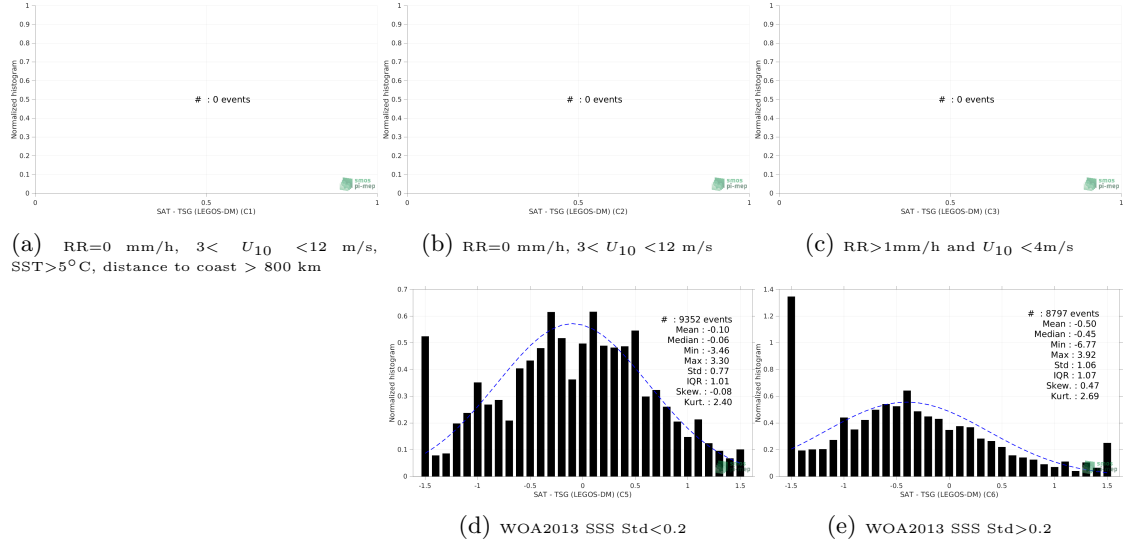 1
0.9
0.8
0.7
0.6
0.5
0.4
0.3
0.2
0.1
0
Normalized histogram
# : 0 events
smos
pi-mep
0 0.5 1
SAT - TSG (LEGOS-DM) (C1)
(a) RR=0 mm/h, 3< U10 <12 m/s,
SST>5°C, distance to coast > 800 km
1
0.9
0.8
0.7
0.6
0.5
0.4
0.3
0.2
0.1
0
Normalized histogram
# : 0 events
smos
pi-mep
0 0.5 1
SAT - TSG (LEGOS-DM) (C2)
(b) RR=0 mm/h, 3< U10 <12 m/s
1
0.9
0.8
0.7
0.6
0.5
0.4
0.3
0.2
0.1
0
Normalized histogram
# : 0 events
smos
pi-mep
0 0.5 1
SAT - TSG (LEGOS-DM) (C3)
(c) RR>1mm/h and U10 <4m/s
0.7
0.6
0.5
0.4
0.3
0.2
0.1
0
Normalized histogram
# : 9352 events
Mean : -0.10
Median : -0.06
Min : -3.46
Max : 3.30
Std : 0.77
IQR : 1.01
Skew. : -0.08
Kurt. : 2.40
-1.5 -1 -0.5 0 0.5 1 1.5
SAT - TSG (LEGOS-DM) (C5)
(d) WOA2013 SSS Std<0.2
1.4
1.2
1
0.8
0.6
0.4
0.2
0
Normalized histogram
# : 8797 events
Mean : -0.50
Median : -0.45
Min : -6.77
Max : 3.92
Std : 1.06
IQR : 1.07
Skew. : 0.47
Kurt. : 2.69
-1.5 -1 -0.5 0 0.5 1 1.5
SAT - TSG (LEGOS-DM) (C6)
(e) WOA2013 SSS Std>0.2